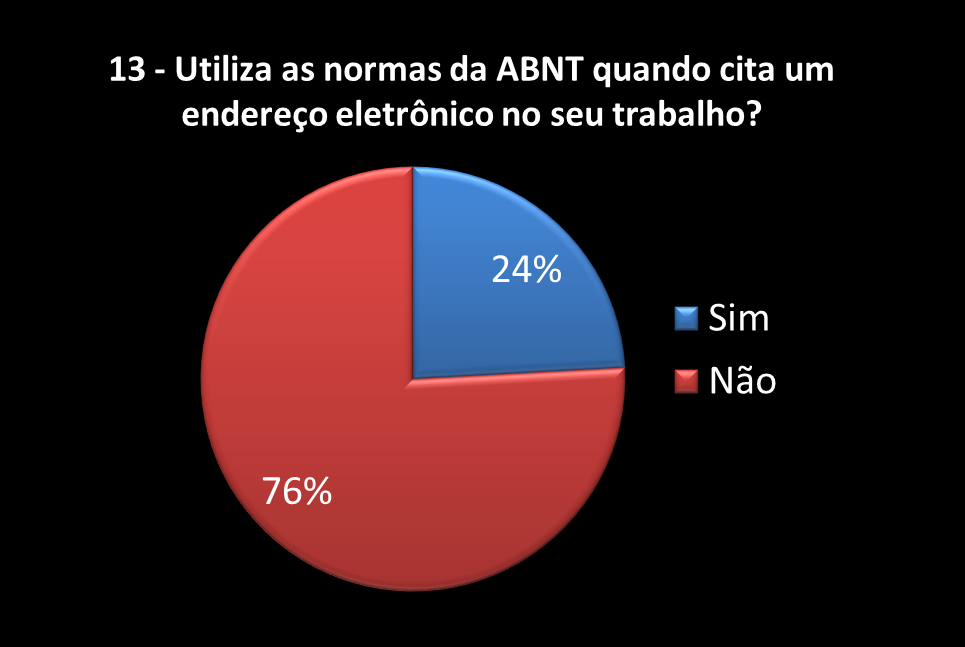 13 - Utiliza as normas da ABNT quando cita um
endereço eletrônico no seu trabalho?
24%
Sim
Não
76%